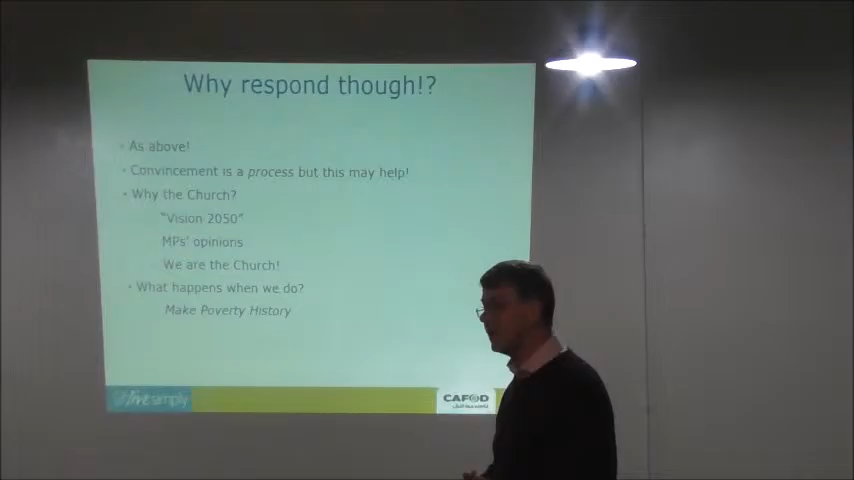 Why respond though!?
- As above!
- Convincement is a process but this may help!
- Why the Church?
"Vision 2050"
MPs' opinions
We are the Church!
- What happens when we do?
Make Poverty History
livesimply
CAFOD